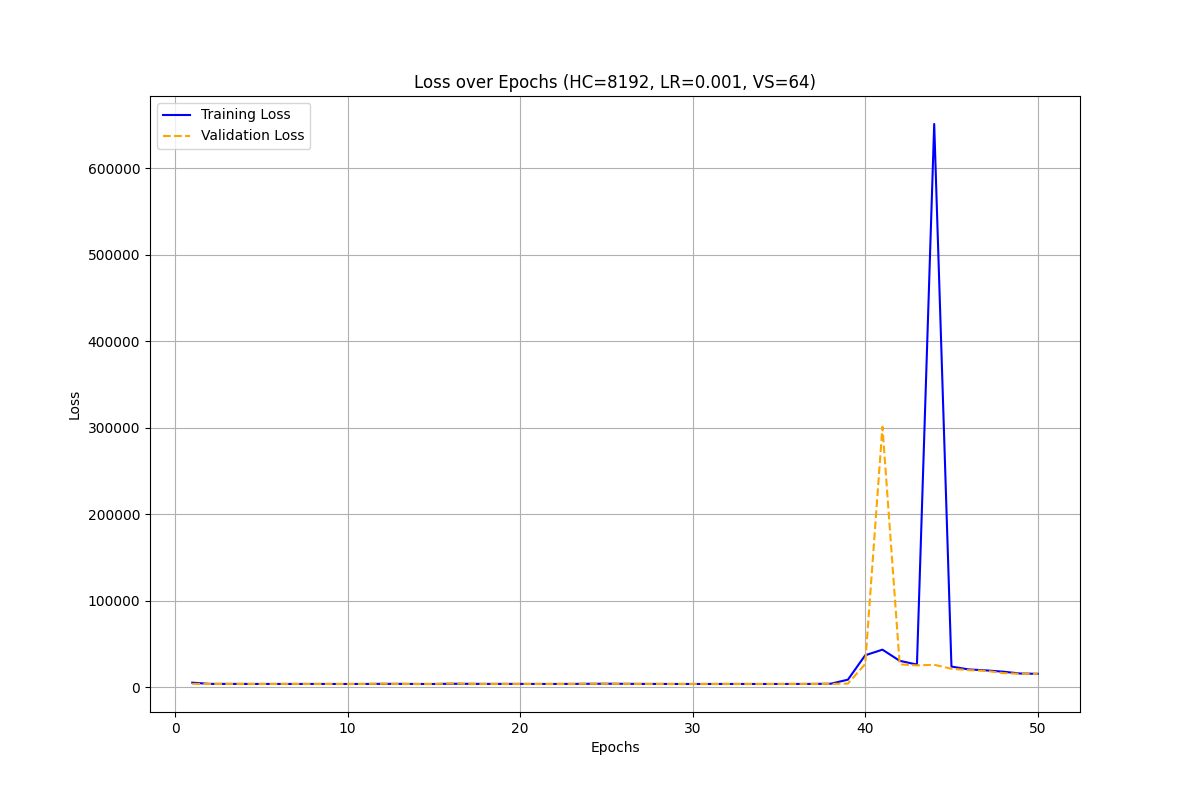 Loss over Epochs (HC=8192, LR=0.001, VS=64)
Training Loss
Validation Loss
600000
500000
400000
300000
200000
100000
0
Loss
0 10 20 30 40 50
Epochs